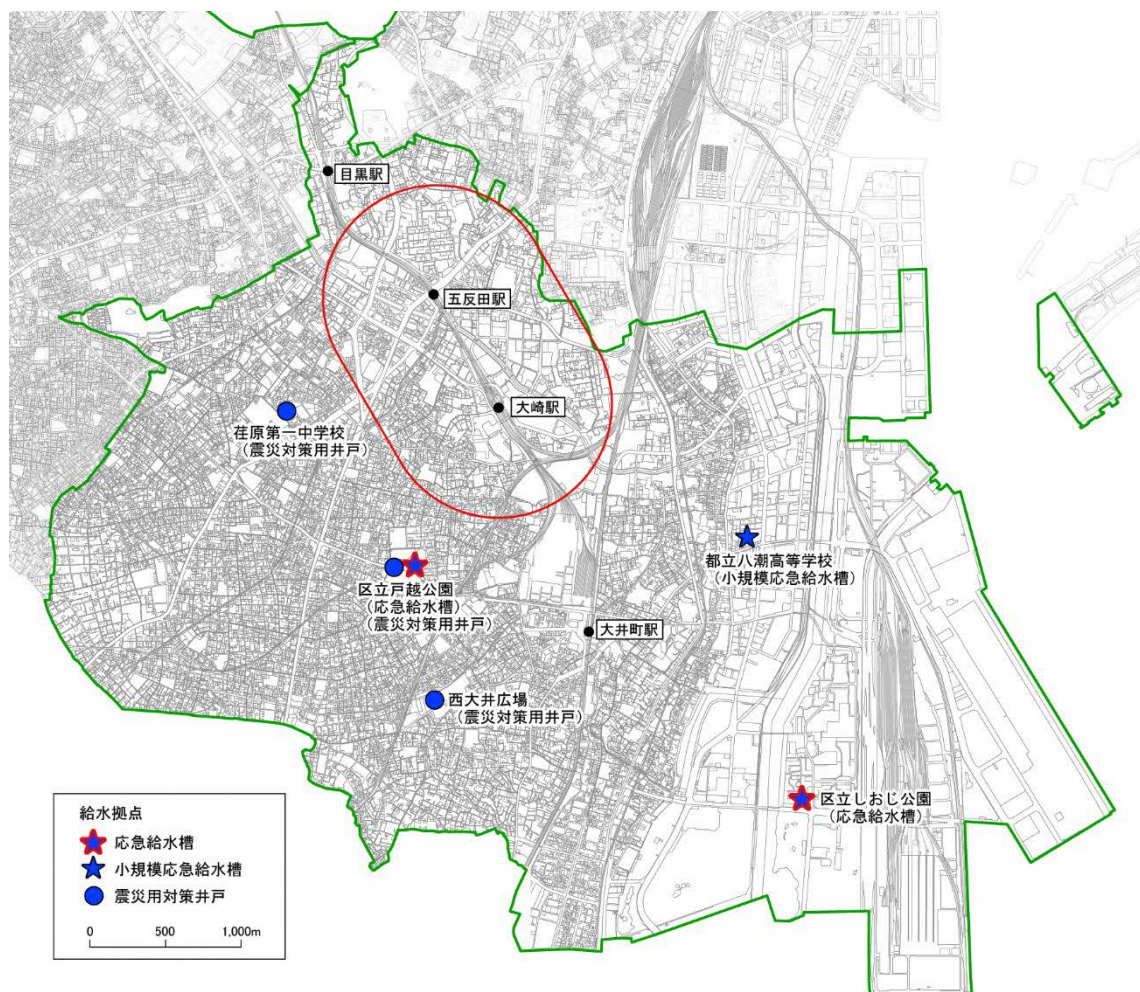 目黒駅
五反田駅
大崎駅
荏原第一中学校
（震災対策用井戸）
都立八潮高等学校
（小規模応急給水槽）
区立戸越公園
（応急給水槽）
（震災対策用井戸）
大井町駅
西大井広場
（震災対策用井戸）
区立しおじ公園
（応急給水槽）
給水拠点
応急給水槽
小規模応急給水槽
震災用対策井戸
0 500 1,000m